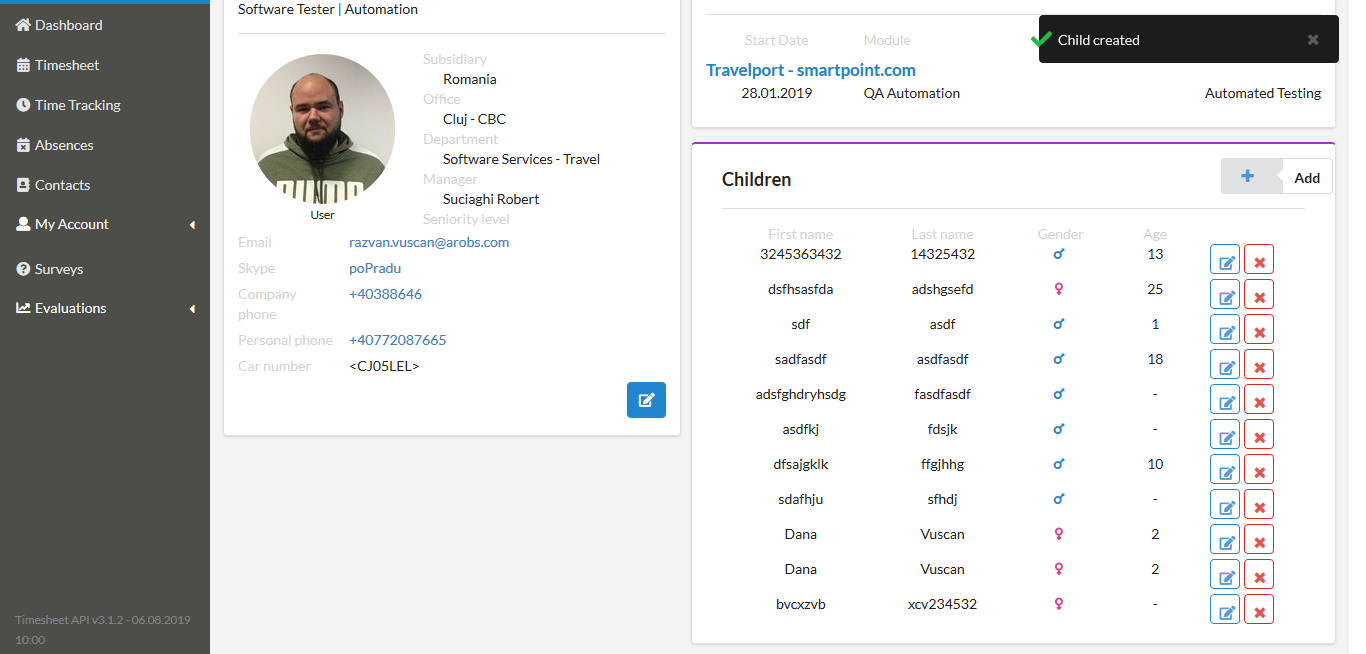 Dashboard
Timesheet
Time Tracking
Absences
Contacts
My Account
Surveys
Evaluations
Timesheet API v3.1.2 - 06.08.2019
10:00
Software Tester | Automation
Subsidiary
Romania
Office
Cluj - CBC
Department
Software Services - Travel
Manager
Suciaghi Robert
Seniority level
User
Email razvan.vuscan@arobs.com
Skype poPradu
Company +40388646
phone
Personal phone +40772087665
Car number <CJ05LEL>
Child created
Start Date Module
Travelport - smartpoint.com
28.01.2019 QA Automation Automated Testing
Children
Add
First name Last name Gender Age
3245363432 14325432 13
dsfhsasfda adshgsefd 25
sdf asdf 1
sadfasdf asdfasdf 18
adsfghdryhsdg fasdfasdf -
asdfkj fdsjk -
dfsajgklk ffgjhhg 10
sdafhju sfhdj -
Dana Vuscan 2
Dana Vuscan 2
bvcxzvb xcv234532 -